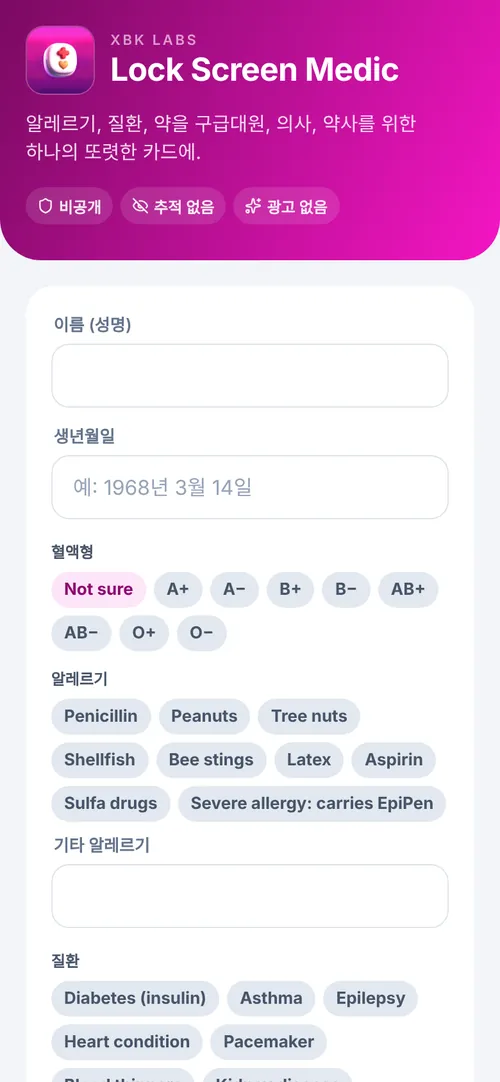 XBK LABS
Lock Screen Medic
알레르기, 질환, 약을 구급대원, 의사, 약사를 위한
하나의 또렷한 카드에.
비공개 추적 없음 광고 없음
이름 (성명)
생년월일
예: 1968년 3월 14일
혈액형
Not sure A+ A− B+ B− AB+
AB− O+ O−
알레르기
Penicillin Peanuts Tree nuts
Shellfish Bee stings Latex Aspirin
Sulfa drugs Severe allergy: carries EpiPen
기타 알레르기
질환
Diabetes (insulin) Asthma Epilepsy
Heart condition Pacemaker